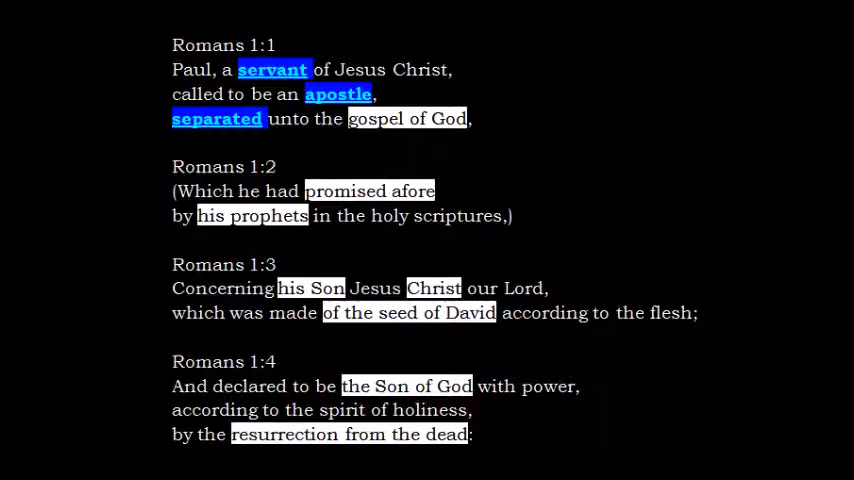 Romans 1:1
Paul, a servant of Jesus Christ,
called to be an apostle,
separated unto the gospel of God,
Romans 1:2
(Which he had promised afore
by his prophets in the holy scriptures,)
Romans 1:3
Concerning his Son Jesus Christ our Lord,
which was made of the seed of David according to the flesh;
Romans 1:4
And declared to be the Son of God with power,
according to the spirit of holiness,
by the resurrection from the dead: